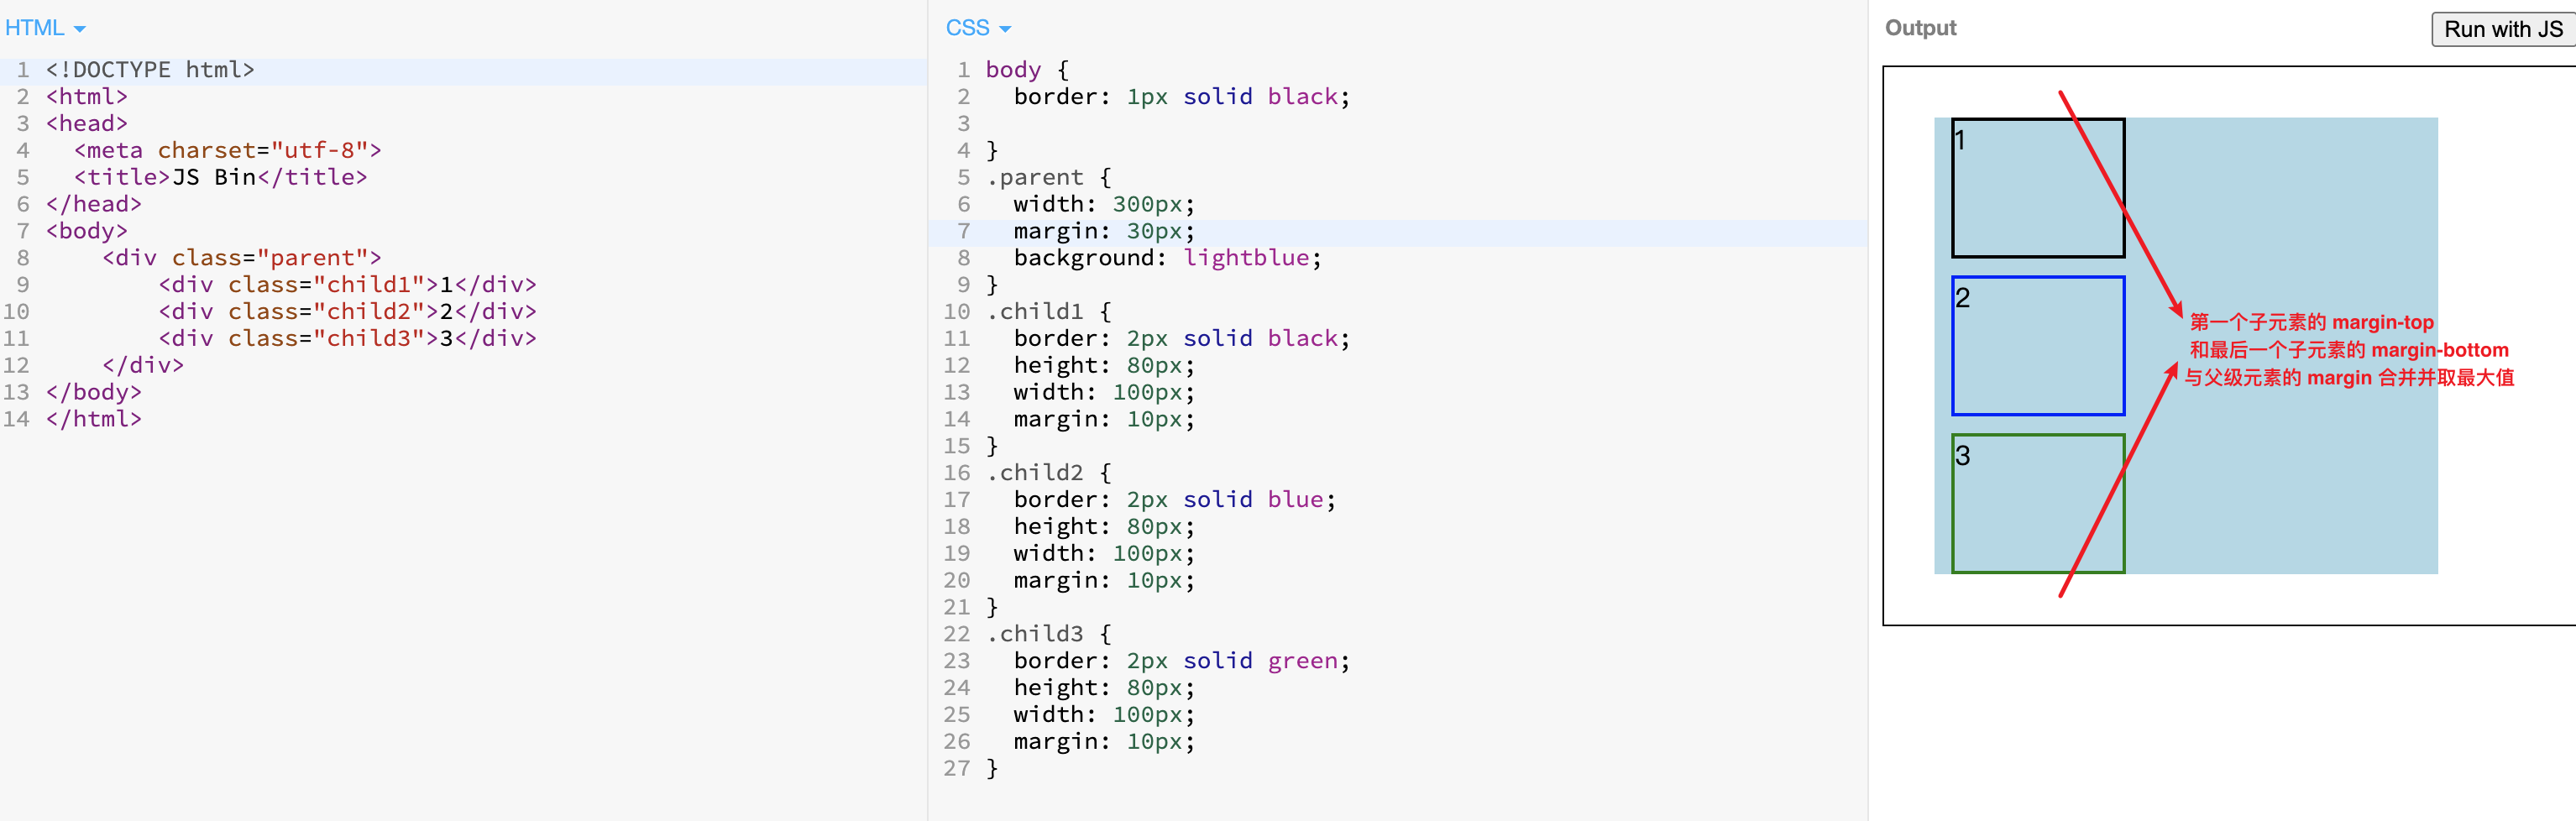 HTML
1 <!DOCTYPE html>
2 <html>
3 <head>
4   <meta charset="utf-8">
5   <title>JS Bin</title>
6 </head>
7 <body>
8     <div class="parent">
9         <div class="child1">1</div>
10         <div class="child2">2</div>
11         <div class="child3">3</div>
12     </div>
13 </body>
14 </html>
CSS
1 body {
2   border: 1px solid black;
3
4 }
5 .parent {
6   width: 300px;
7   margin: 30px;
8   background: lightblue;
9 }
10 .child1 {
11   border: 2px solid black;
12   height: 80px;
13   width: 100px;
14   margin: 10px;
15 }
16 .child2 {
17   border: 2px solid blue;
18   height: 80px;
19   width: 100px;
20   margin: 10px;
21 }
22 .child3 {
23   border: 2px solid green;
24   height: 80px;
25   width: 100px;
26   margin: 10px;
27 }
Output
Run with JS
1
2
第一个子元素的 margin-top
和最后一个子元素的 margin-bottom
与父级元素的 margin 合并并取最大值
3